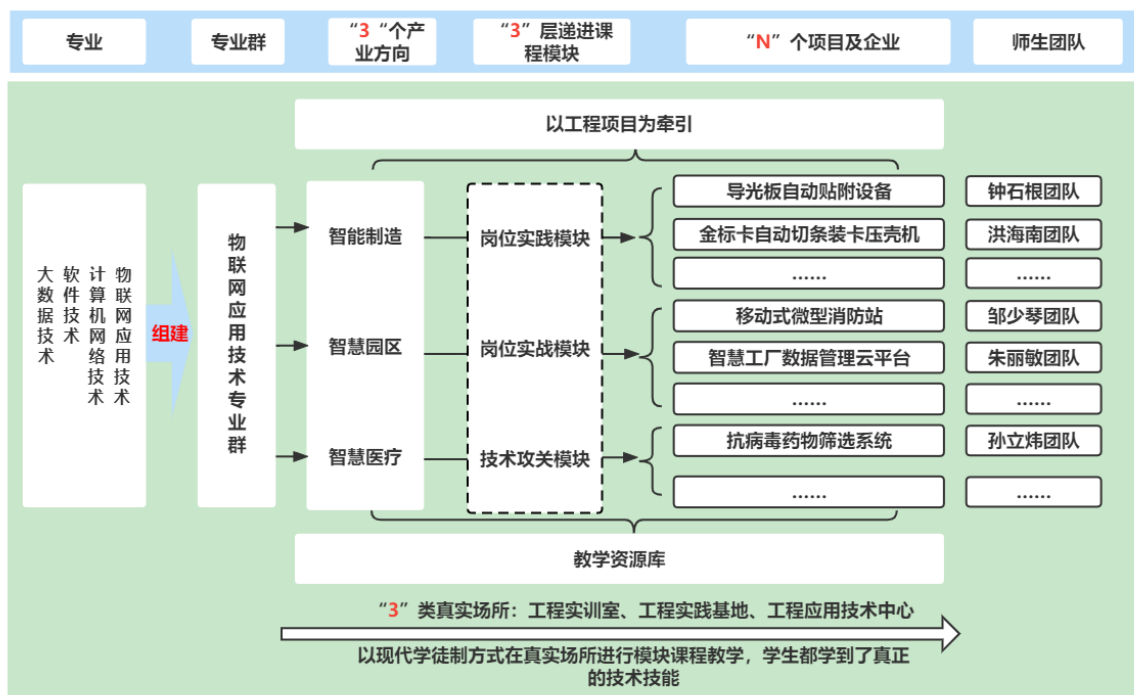 专业
专业群
“3“个产
业方向
“3”层递进课
程模块
“N”个项目及企业
师生团队
以工程项目为牵引
物联网应用技术
计算机网络技术
软件技术
大数据技术
组建
物联网应用技术专业群
智能制造
智慧园区
智慧医疗
岗位实践模块
岗位实战模块
技术攻关模块
导光板自动贴附设备
钟石根团队
金标卡自动切条装卡压壳机
洪海南团队
......
......
移动式微型消防站
邹少琴团队
智慧工厂数据管理云平台
朱丽敏团队
......
......
抗病毒药物筛选系统
孙立炜团队
......
......
教学资源库
“3”类真实场所：工程实训室、工程实践基地、工程应用技术中心
以现代学徒制方式在真实场所进行模块课程教学，学生都学到了真正
的技术技能